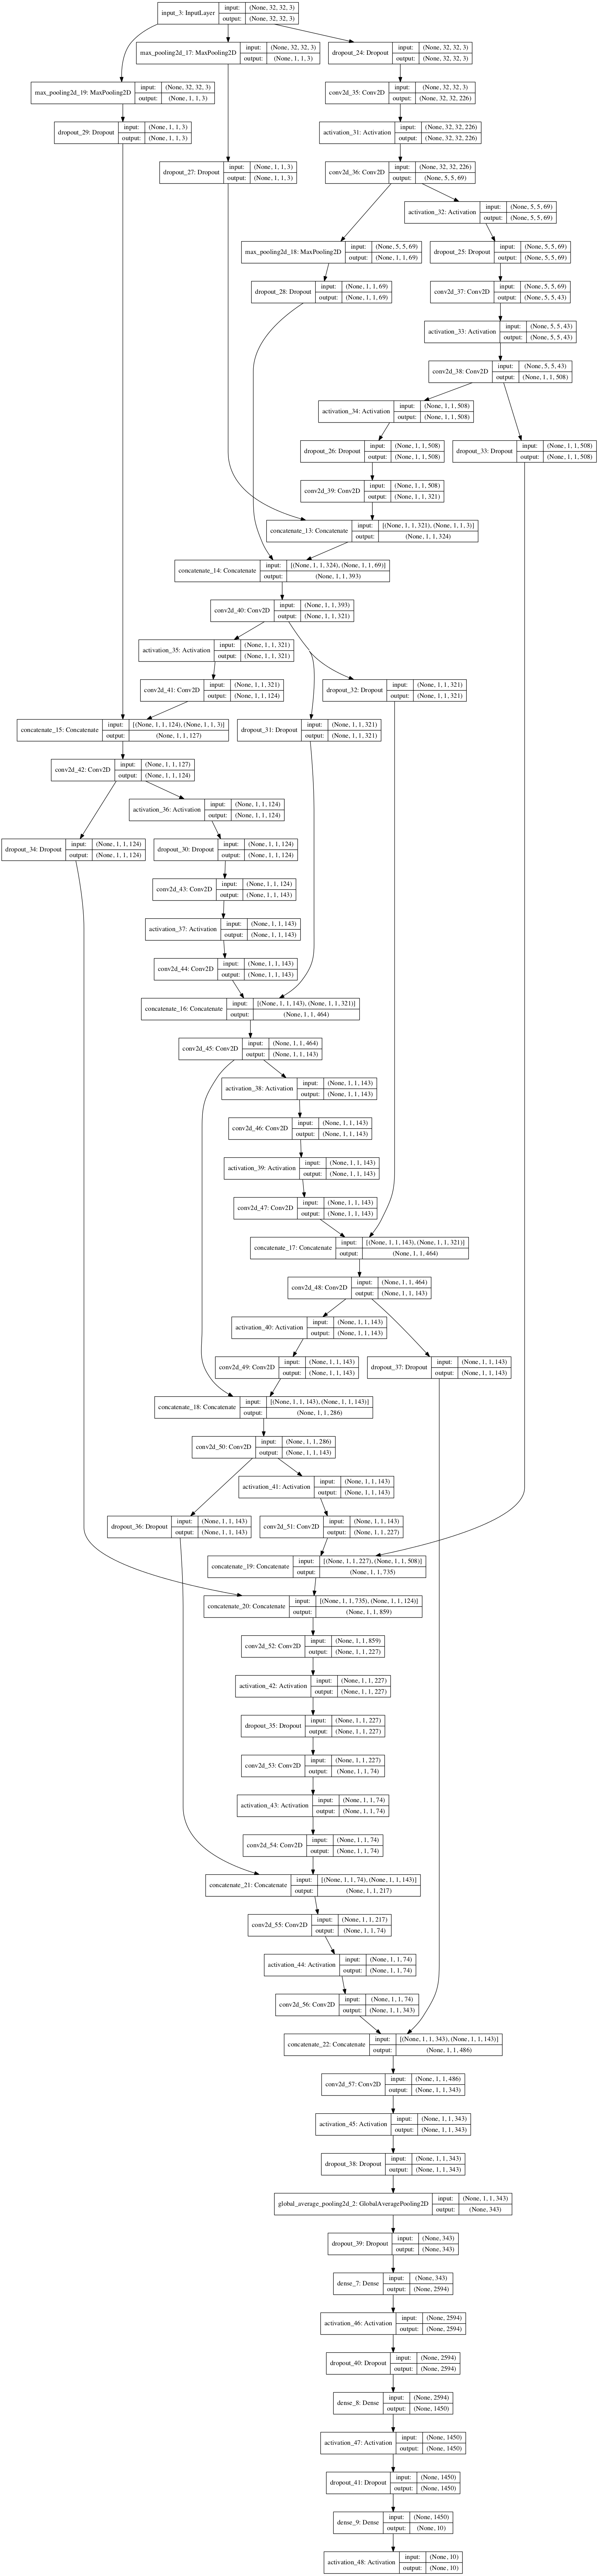 input_3: InputLayer
input: (None, 32, 32, 3)
output: (None, 32, 32, 3)
max_pooling2d_17: MaxPooling2D
input: (None, 32, 32, 3)
output: (None, 1, 1, 3)
dropout_24: Dropout
input: (None, 32, 32, 3)
output: (None, 32, 32, 3)
max_pooling2d_19: MaxPooling2D
input: (None, 32, 32, 3)
output: (None, 1, 1, 3)
conv2d_35: Conv2D
input: (None, 32, 32, 3)
output: (None, 32, 32, 226)
dropout_29: Dropout
input: (None, 1, 1, 3)
output: (None, 1, 1, 3)
activation_31: Activation
input: (None, 32, 32, 226)
output: (None, 32, 32, 226)
dropout_27: Dropout
input: (None, 1, 1, 3)
output: (None, 1, 1, 3)
conv2d_36: Conv2D
input: (None, 32, 32, 226)
output: (None, 5, 5, 69)
activation_32: Activation
input: (None, 5, 5, 69)
output: (None, 5, 5, 69)
max_pooling2d_18: MaxPooling2D
input: (None, 5, 5, 69)
output: (None, 1, 1, 69)
dropout_25: Dropout
input: (None, 5, 5, 69)
output: (None, 5, 5, 69)
dropout_28: Dropout
input: (None, 1, 1, 69)
output: (None, 1, 1, 69)
conv2d_37: Conv2D
input: (None, 5, 5, 69)
output: (None, 5, 5, 43)
activation_33: Activation
input: (None, 5, 5, 43)
output: (None, 5, 5, 43)
conv2d_38: Conv2D
input: (None, 5, 5, 43)
output: (None, 1, 1, 508)
activation_34: Activation
input: (None, 1, 1, 508)
output: (None, 1, 1, 508)
dropout_26: Dropout
input: (None, 1, 1, 508)
output: (None, 1, 1, 508)
dropout_33: Dropout
input: (None, 1, 1, 508)
output: (None, 1, 1, 508)
conv2d_39: Conv2D
input: (None, 1, 1, 508)
output: (None, 1, 1, 321)
concatenate_13: Concatenate
input: [(None, 1, 1, 321), (None, 1, 1, 3)]
output: (None, 1, 1, 324)
concatenate_14: Concatenate
input: [(None, 1, 1, 324), (None, 1, 1, 69)]
output: (None, 1, 1, 393)
conv2d_40: Conv2D
input: (None, 1, 1, 393)
output: (None, 1, 1, 321)
activation_35: Activation
input: (None, 1, 1, 321)
output: (None, 1, 1, 321)
conv2d_41: Conv2D
input: (None, 1, 1, 321)
output: (None, 1, 1, 124)
dropout_32: Dropout
input: (None, 1, 1, 321)
output: (None, 1, 1, 321)
concatenate_15: Concatenate
input: [(None, 1, 1, 124), (None, 1, 1, 3)]
output: (None, 1, 1, 127)
dropout_31: Dropout
input: (None, 1, 1, 321)
output: (None, 1, 1, 321)
conv2d_42: Conv2D
input: (None, 1, 1, 127)
output: (None, 1, 1, 124)
activation_36: Activation
input: (None, 1, 1, 124)
output: (None, 1, 1, 124)
dropout_34: Dropout
input: (None, 1, 1, 124)
output: (None, 1, 1, 124)
dropout_30: Dropout
input: (None, 1, 1, 124)
output: (None, 1, 1, 124)
conv2d_43: Conv2D
input: (None, 1, 1, 124)
output: (None, 1, 1, 143)
activation_37: Activation
input: (None, 1, 1, 143)
output: (None, 1, 1, 143)
conv2d_44: Conv2D
input: (None, 1, 1, 143)
output: (None, 1, 1, 143)
concatenate_16: Concatenate
input: [(None, 1, 1, 143), (None, 1, 1, 321)]
output: (None, 1, 1, 464)
conv2d_45: Conv2D
input: (None, 1, 1, 464)
output: (None, 1, 1, 143)
activation_38: Activation
input: (None, 1, 1, 143)
output: (None, 1, 1, 143)
conv2d_46: Conv2D
input: (None, 1, 1, 143)
output: (None, 1, 1, 143)
activation_39: Activation
input: (None, 1, 1, 143)
output: (None, 1, 1, 143)
conv2d_47: Conv2D
input: (None, 1, 1, 143)
output: (None, 1, 1, 143)
concatenate_17: Concatenate
input: [(None, 1, 1, 143), (None, 1, 1, 321)]
output: (None, 1, 1, 464)
conv2d_48: Conv2D
input: (None, 1, 1, 464)
output: (None, 1, 1, 143)
activation_40: Activation
input: (None, 1, 1, 143)
output: (None, 1, 1, 143)
conv2d_49: Conv2D
input: (None, 1, 1, 143)
output: (None, 1, 1, 143)
dropout_37: Dropout
input: (None, 1, 1, 143)
output: (None, 1, 1, 143)
concatenate_18: Concatenate
input: [(None, 1, 1, 143), (None, 1, 1, 143)]
output: (None, 1, 1, 286)
conv2d_50: Conv2D
input: (None, 1, 1, 286)
output: (None, 1, 1, 143)
activation_41: Activation
input: (None, 1, 1, 143)
output: (None, 1, 1, 143)
dropout_36: Dropout
input: (None, 1, 1, 143)
output: (None, 1, 1, 143)
conv2d_51: Conv2D
input: (None, 1, 1, 143)
output: (None, 1, 1, 227)
concatenate_19: Concatenate
input: [(None, 1, 1, 227), (None, 1, 1, 508)]
output: (None, 1, 1, 735)
concatenate_20: Concatenate
input: [(None, 1, 1, 735), (None, 1, 1, 124)]
output: (None, 1, 1, 859)
conv2d_52: Conv2D
input: (None, 1, 1, 859)
output: (None, 1, 1, 227)
activation_42: Activation
input: (None, 1, 1, 227)
output: (None, 1, 1, 227)
dropout_35: Dropout
input: (None, 1, 1, 227)
output: (None, 1, 1, 227)
conv2d_53: Conv2D
input: (None, 1, 1, 227)
output: (None, 1, 1, 74)
activation_43: Activation
input: (None, 1, 1, 74)
output: (None, 1, 1, 74)
conv2d_54: Conv2D
input: (None, 1, 1, 74)
output: (None, 1, 1, 74)
concatenate_21: Concatenate
input: [(None, 1, 1, 74), (None, 1, 1, 143)]
output: (None, 1, 1, 217)
conv2d_55: Conv2D
input: (None, 1, 1, 217)
output: (None, 1, 1, 74)
activation_44: Activation
input: (None, 1, 1, 74)
output: (None, 1, 1, 74)
conv2d_56: Conv2D
input: (None, 1, 1, 74)
output: (None, 1, 1, 343)
concatenate_22: Concatenate
input: [(None, 1, 1, 343), (None, 1, 1, 143)]
output: (None, 1, 1, 486)
conv2d_57: Conv2D
input: (None, 1, 1, 486)
output: (None, 1, 1, 343)
activation_45: Activation
input: (None, 1, 1, 343)
output: (None, 1, 1, 343)
dropout_38: Dropout
input: (None, 1, 1, 343)
output: (None, 1, 1, 343)
global_average_pooling2d_2: GlobalAveragePooling2D
input: (None, 1, 1, 343)
output: (None, 343)
dropout_39: Dropout
input: (None, 343)
output: (None, 343)
dense_7: Dense
input: (None, 343)
output: (None, 2594)
activation_46: Activation
input: (None, 2594)
output: (None, 2594)
dropout_40: Dropout
input: (None, 2594)
output: (None, 2594)
dense_8: Dense
input: (None, 2594)
output: (None, 1450)
activation_47: Activation
input: (None, 1450)
output: (None, 1450)
dropout_41: Dropout
input: (None, 1450)
output: (None, 1450)
dense_9: Dense
input: (None, 1450)
output: (None, 10)
activation_48: Activation
input: (None, 10)
output: (None, 10)